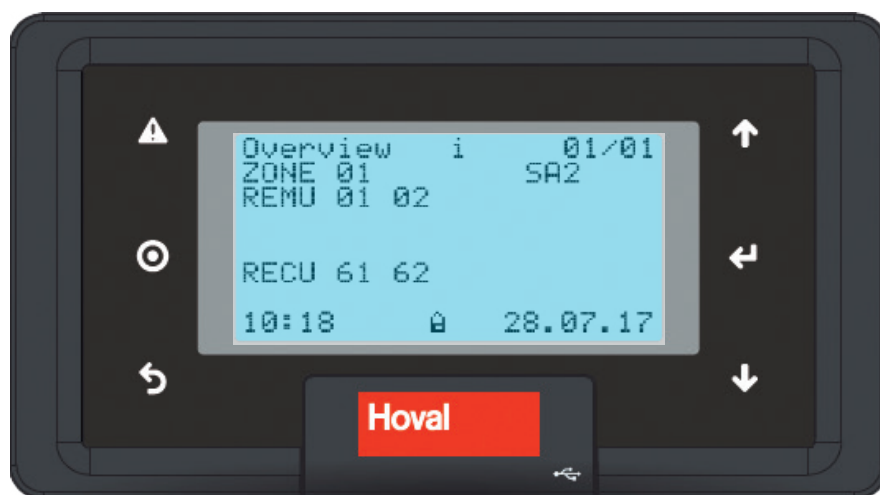 Overview i 01/01
ZONE 01 SA2
REMU 01 02
RECU 61 62
10:18 28.07.17
Hoval